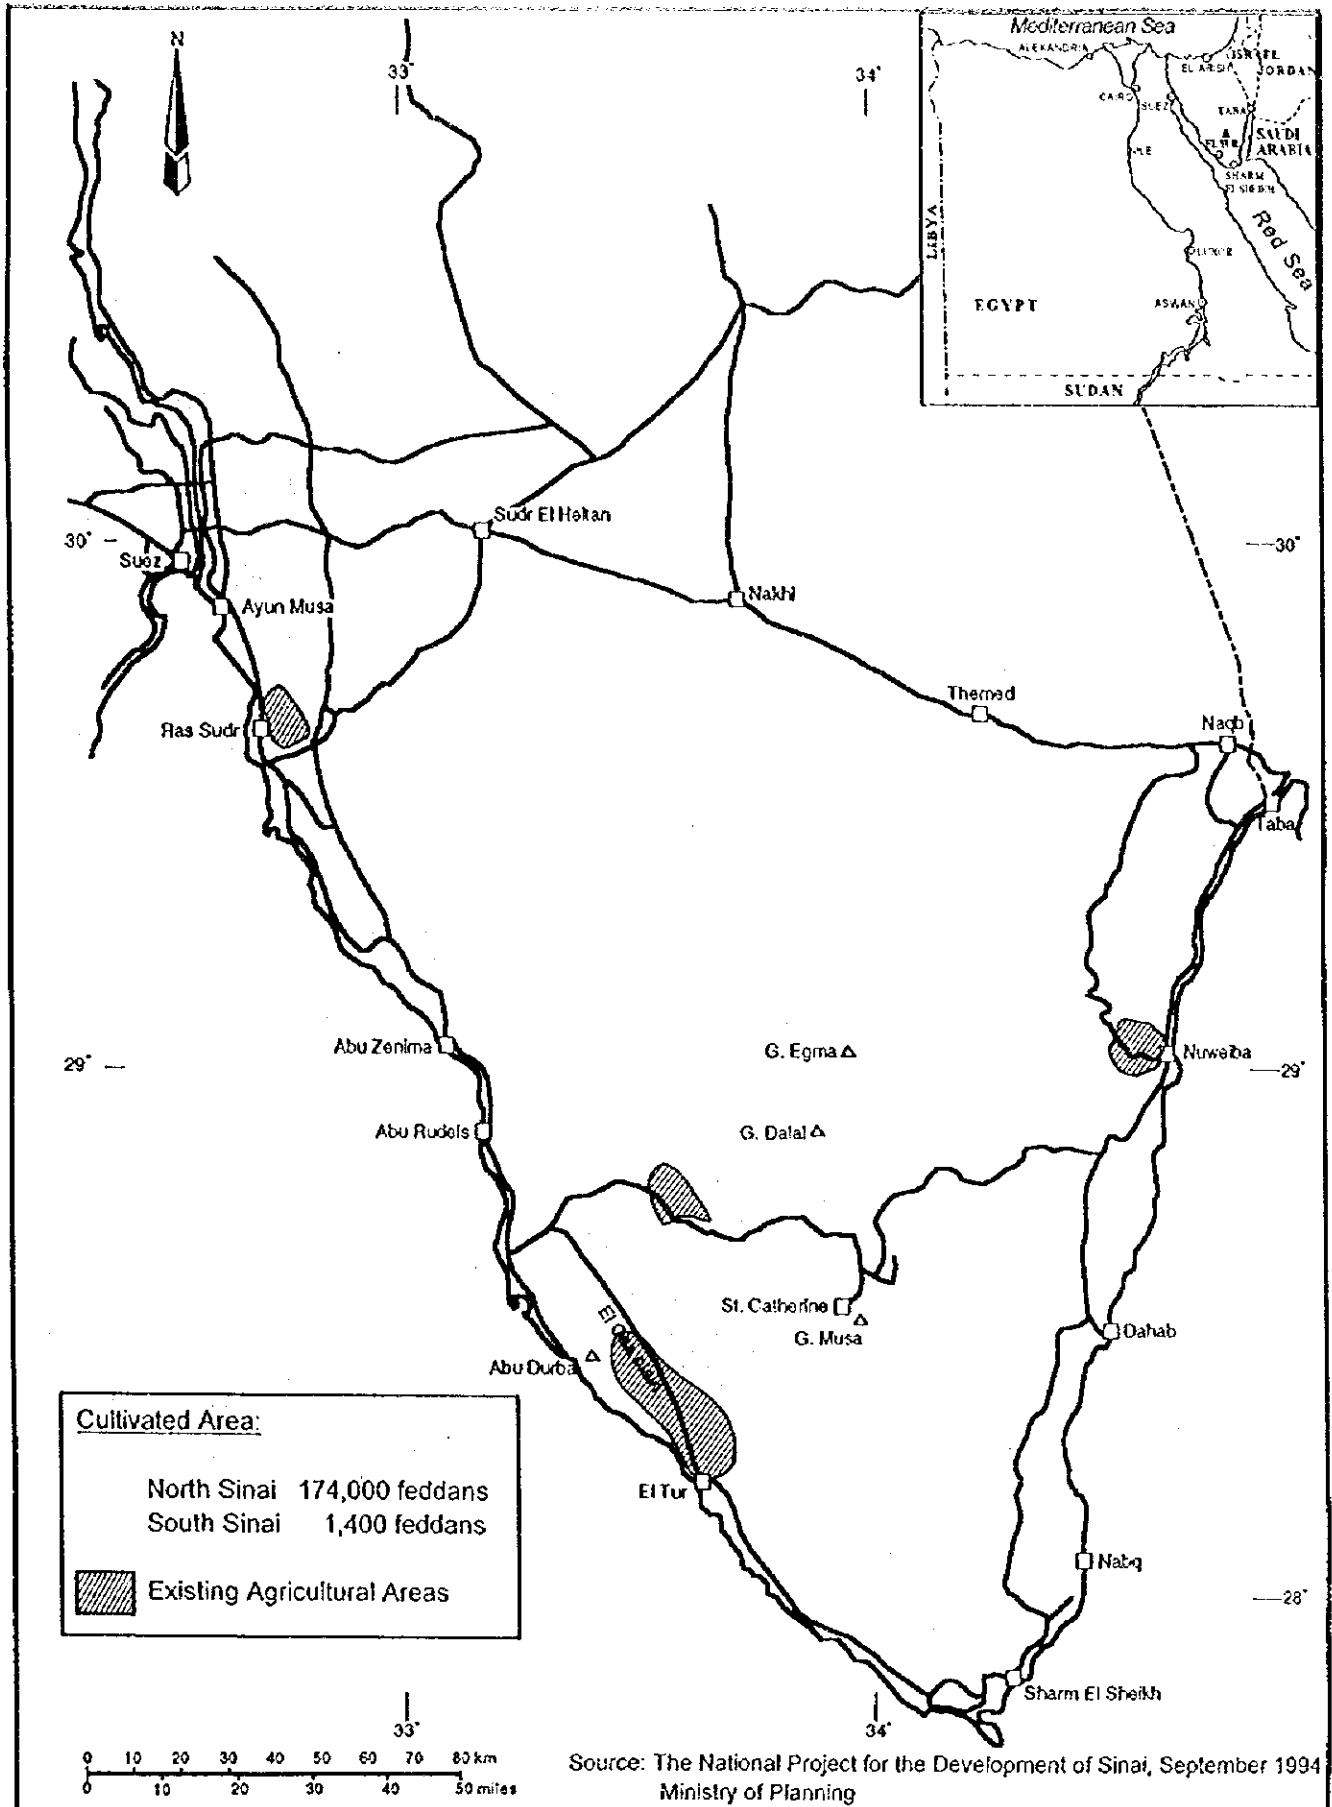 N
33°
34°
Mediterranean Sea
ALEXANDRIA
EL ARISH
ISRAEL
JORDAN
CAIRO
SUEZ
TABA
SAUDI
ARABIA
EL TUR
SHARM
El SHEIKH
LIBYA
LUXOR
Red Sea
EGYPT
ASWAN
SUDAN
Sudr El Heitan
30°
30°
Suez
Nakhl
Ayun Musa
Themed
Ras Sudr
Naqb
Taba
Abu Zenima
G. Egma
Nuweiba
29°
29°
Abu Rudeis
G. Dalal
St. Catherine
G. Musa
Dahab
Abu Durba
Cultivated Area:
North Sinai 174,000 feddans
South Sinai 1,400 feddans
Existing Agricultural Areas
El Tur
Nabq
28°
Sharm El Sheikh
33°
34°
0 10 20 30 40 50 60 70 80 km
0 10 20 30 40 50 miles
Source: The National Project for the Development of Sinai, September 1994
Ministry of Planning